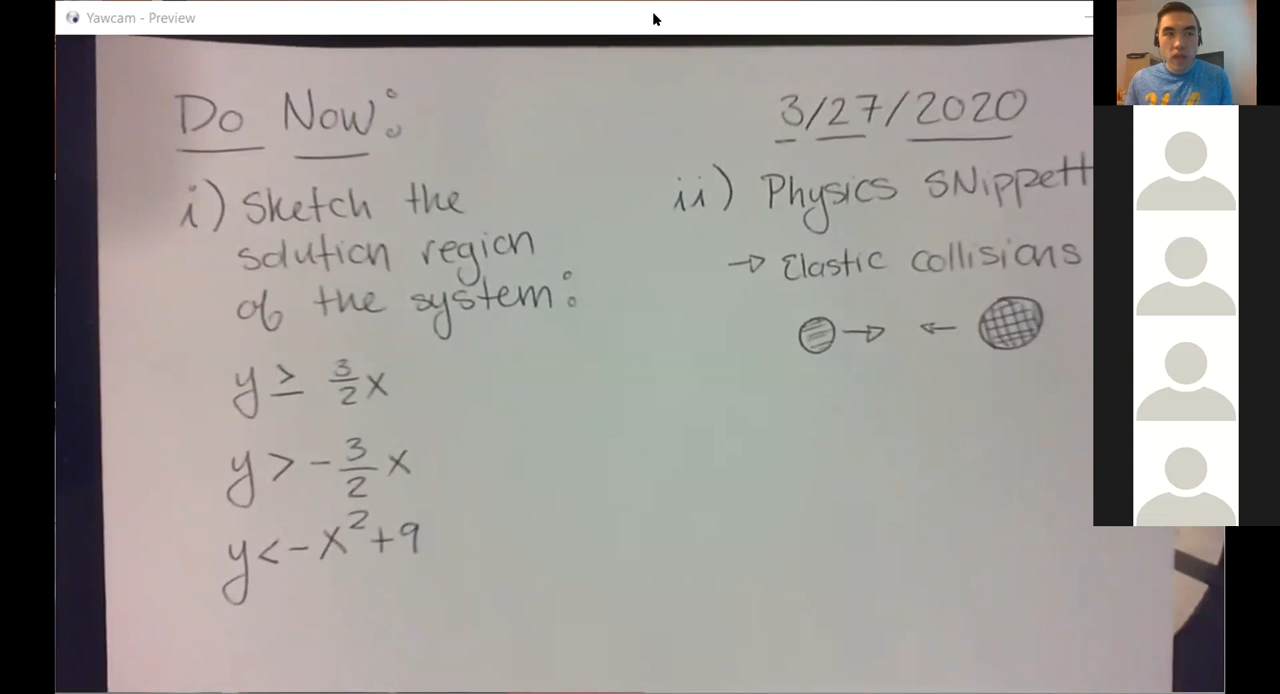 Yawcam - Preview
Do Now:
i) Sketch the
solution region
of the system:
y ≥ 3/2 x
y > - 3/2 x
y < - x² + 9
3/27/2020
ii) Physics SNippett
→ Elastic collisions